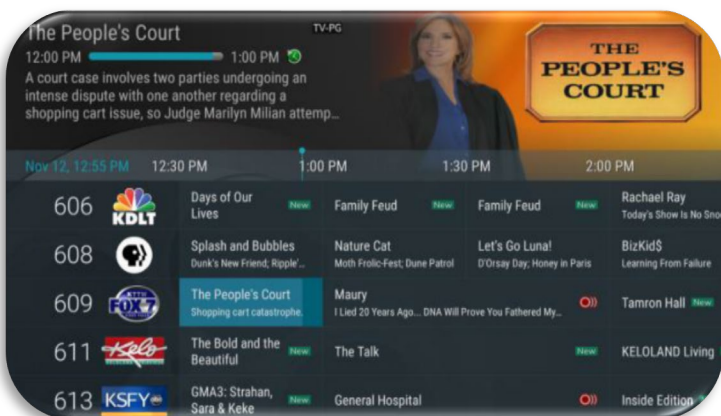 The People's Court
TV-PG
12:00 PM 1:00 PM
A court case involves two parties undergoing an
intense dispute with one another regarding a
shopping cart issue, so Judge Marilyn Milian attemp...
THE
PEOPLE'S
COURT
Nov 12, 12:55 PM 12:30 PM 1:00 PM 1:30 PM 2:00 PM
606 KDLT
Days of Our
Lives New
Family Feud New
Family Feud New
Rachael Ray
Today's Show Is No Sno
608
Splash and Bubbles
Dunk's New Friend; Ripple'...
Nature Cat
Moth Frolic-Fest; Dune Patrol
Let's Go Luna!
D'Orsay Day; Honey in Paris
BizKid$
Learning From Failure
609 KTTW
FOX 7
The People's Court
Shopping cart catastrophe.
Maury
I Lied 20 Years Ago... DNA Will Prove You Fathered My...
Tamron Hall New
611 Kelo
The Bold and the
Beautiful New
The Talk New
KELOLAND Living
613 KSFY
GMA3: Strahan,
Sara & Keke New
General Hospital
Inside Edition